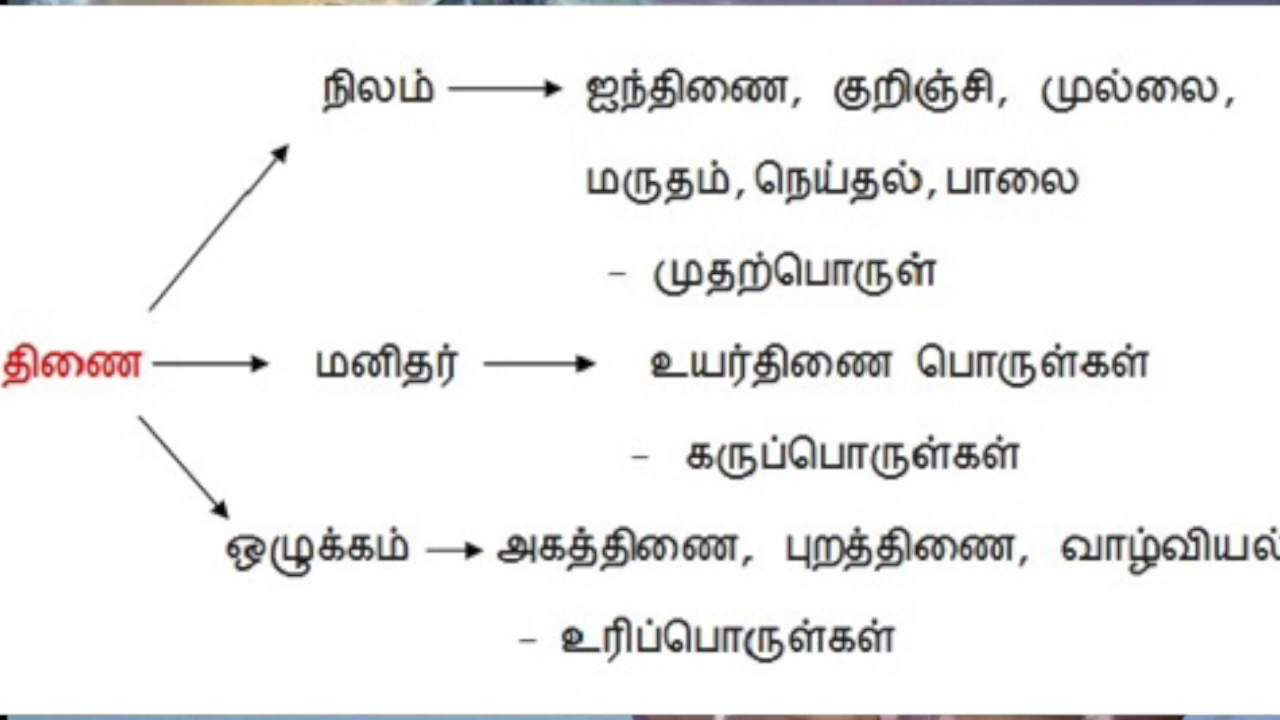 நிலம் ஐந்திணை, குறிஞ்சி, முல்லை,
மருதம், நெய்தல், பாலை
- முதற்பொருள்
திணை மனிதர் உயர்திணை பொருள்கள்
- கருப்பொருள்கள்
ஒழுக்கம் அகத்திணை, புறத்திணை, வாழ்வியல்
- உரிப்பொருள்கள்